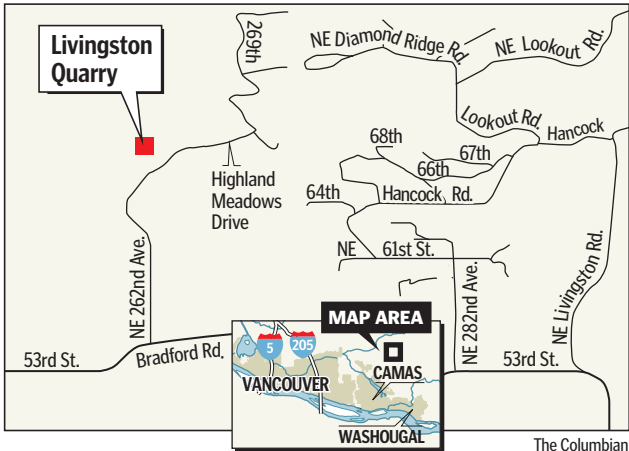 Livingston
Quarry
269th
NE Diamond Ridge Rd.
NE Lookout Rd.
Lookout Rd.
Hancock
68th
67th
66th
64th
Hancock Rd.
Highland
Meadows
Drive
NE 61st St.
NE 262nd Ave.
NE 282nd Ave.
NE Livingston Rd.
53rd St.
Bradford Rd.
53rd St.
MAP AREA
5
205
VANCOUVER
CAMAS
WASHOUGAL
The Columbian